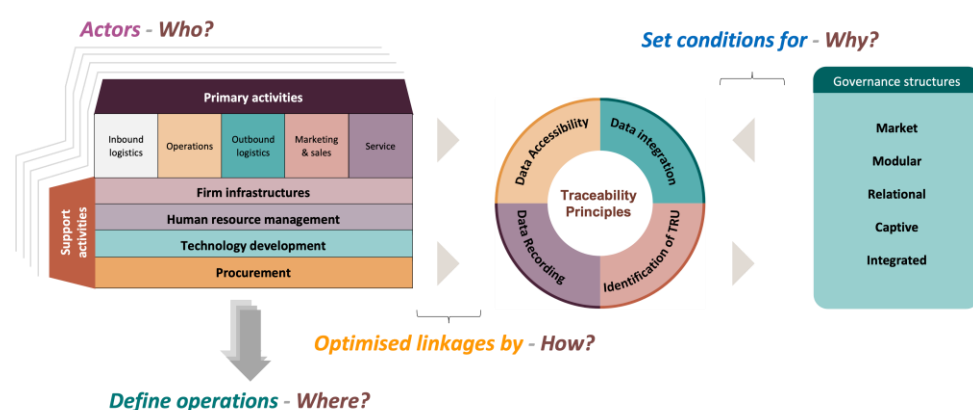 Actors - Who?
Set conditions for - Why?
Primary activities
Inbound
logistics
Operations
Outbound
logistics
Marketing
& sales
Service
Support
activities
Firm infrastructures
Human resource management
Technology development
Procurement
Data Accessibility
Data integration
Traceability
Principles
Data Recording
Identification of TRU
Governance structures
Market
Modular
Relational
Captive
Integrated
Optimised linkages by - How?
Define operations - Where?